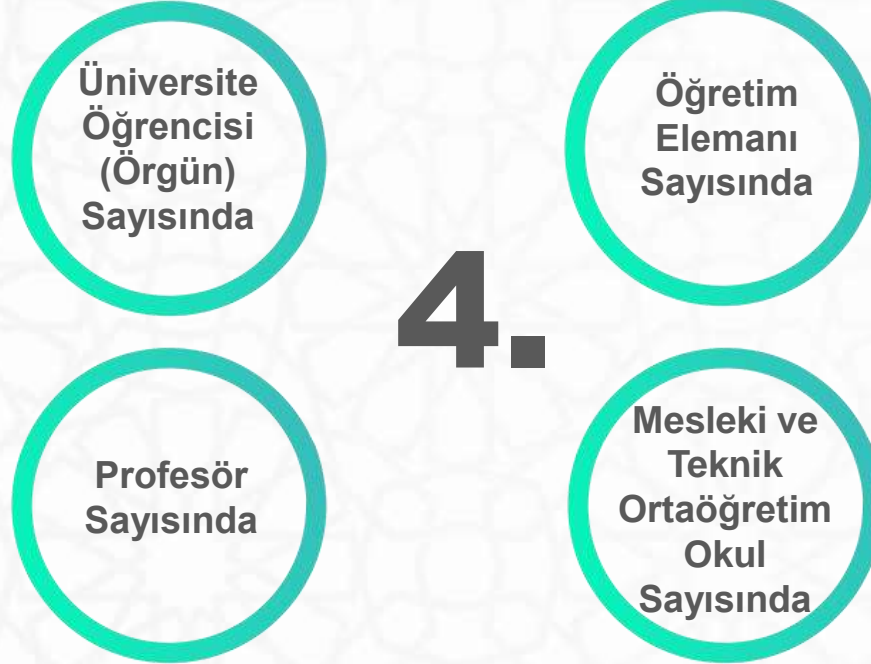 Üniversite
Öğrencisi
(Örgün)
Sayısında
Öğretim
Elemanı
Sayısında
4.
Profesör
Sayısında
Mesleki ve
Teknik
Ortaöğretim
Okul
Sayısında